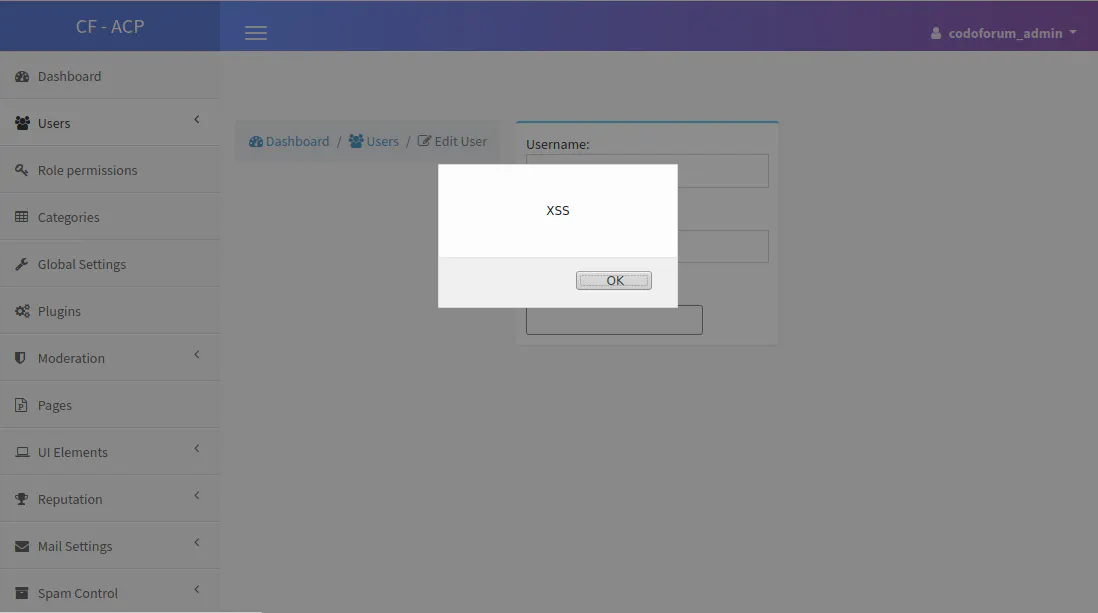 CF - ACP
codoforum_admin
Dashboard
Users
Role permissions
Categories
Global Settings
Plugins
Moderation
Pages
UI Elements
Reputation
Mail Settings
Spam Control
Dashboard / Users / Edit User
Username:
XSS
OK